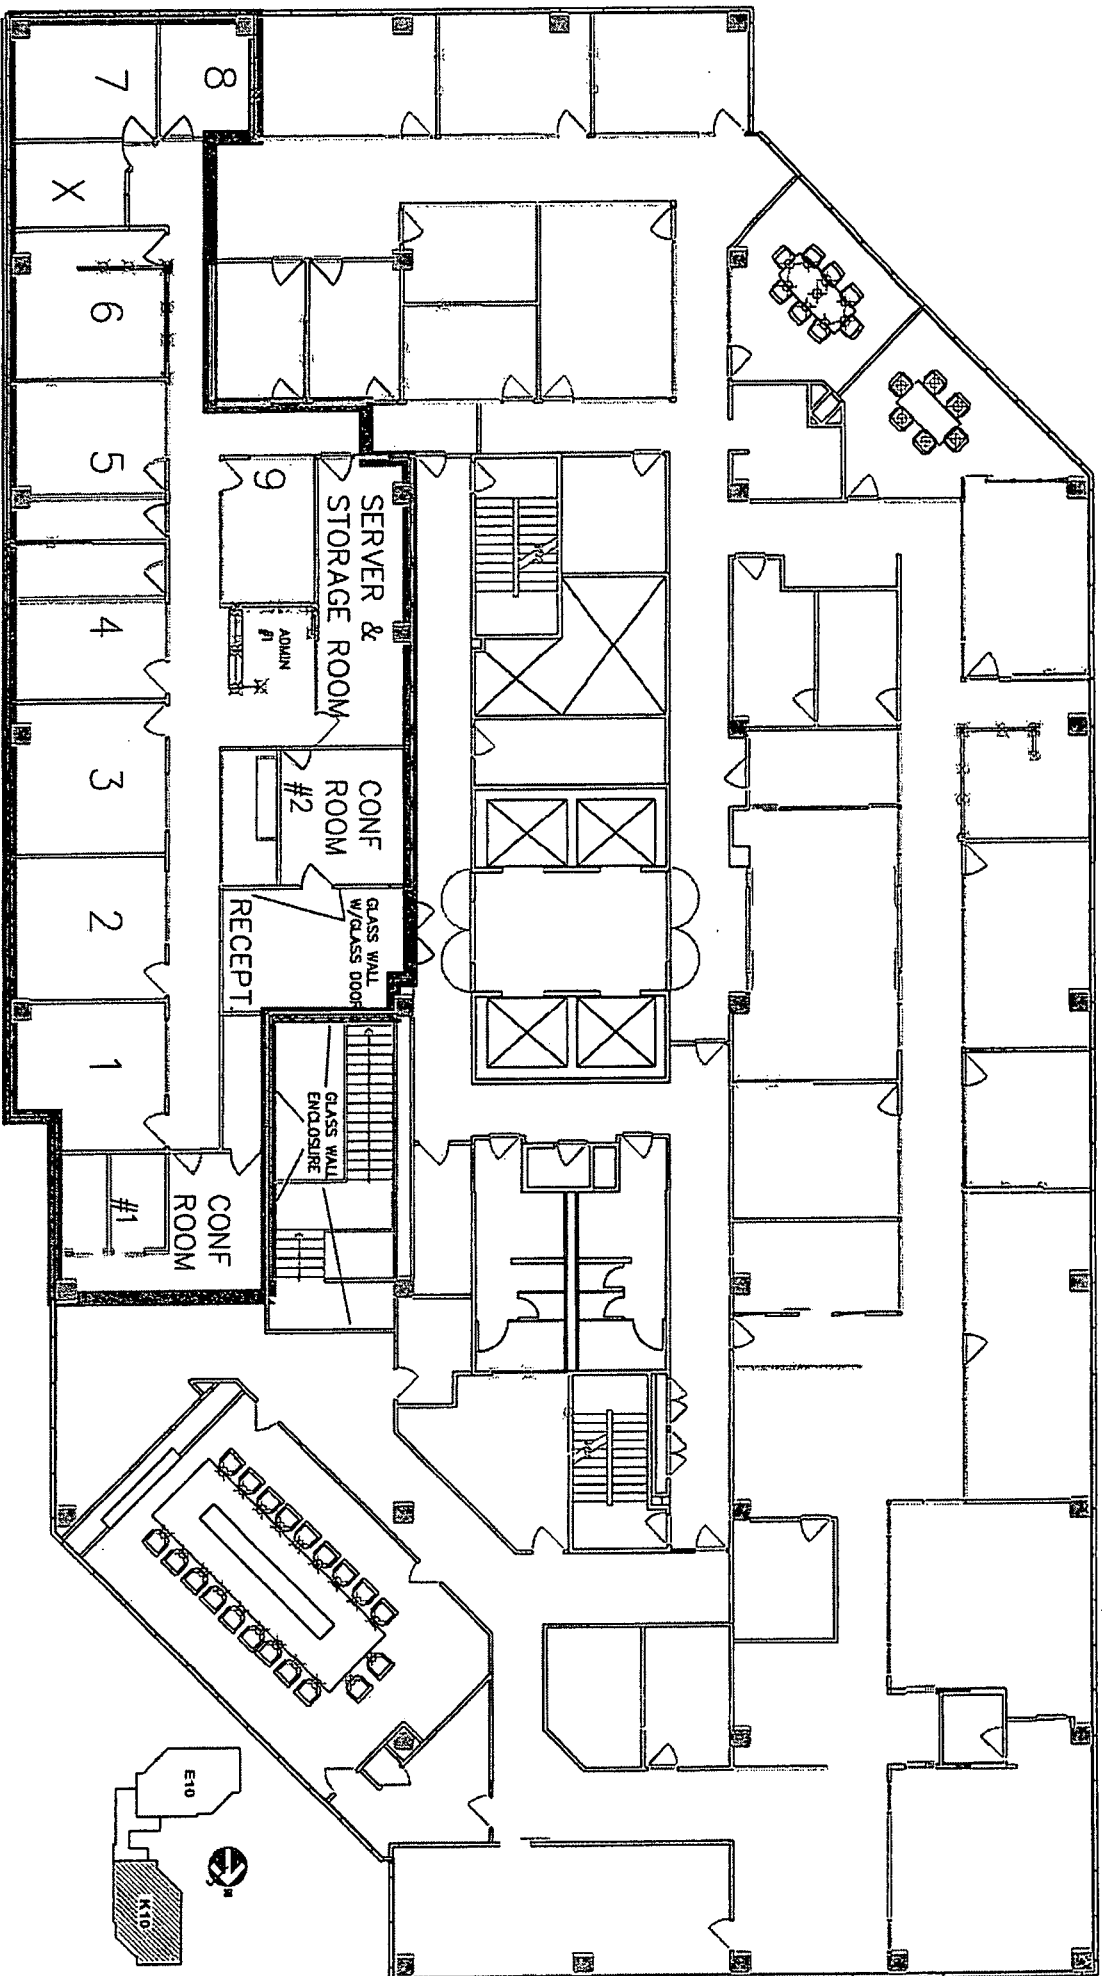 7
8
X
6
5
9
SERVER &
STORAGE ROOM
4
ADMIN
#1
3
CONF
ROOM
#2
2
RECEPT.
GLASS WALL
W/GLASS DOOR
1
GLASS WALL
ENCLOSURE
CONF
ROOM
#1
E10
K10